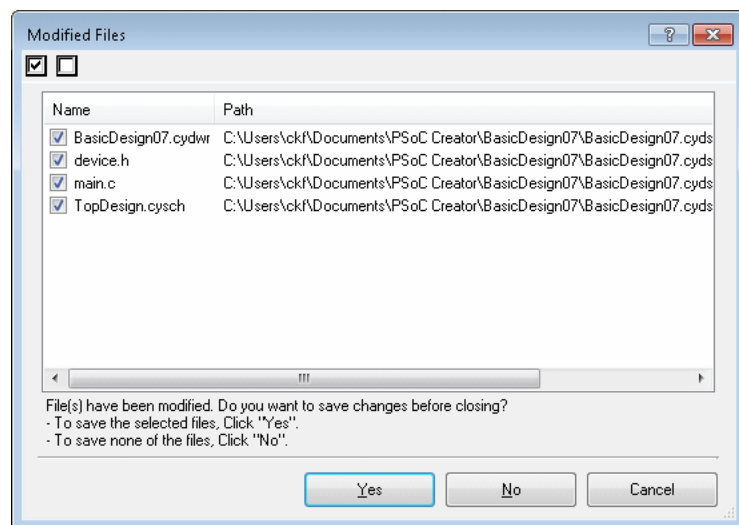 Modified Files
Name Path
BasicDesign07.cydwr C:\Users\ckf\Documents\PSoC Creator\BasicDesign07\BasicDesign07.cyds
device.h C:\Users\ckf\Documents\PSoC Creator\BasicDesign07\BasicDesign07.cyds
main.c C:\Users\ckf\Documents\PSoC Creator\BasicDesign07\BasicDesign07.cyds
TopDesign.cysch C:\Users\ckf\Documents\PSoC Creator\BasicDesign07\BasicDesign07.cyds
File(s) have been modified. Do you want to save changes before closing?
- To save the selected files, Click "Yes".
- To save none of the files, Click "No".
Yes No Cancel